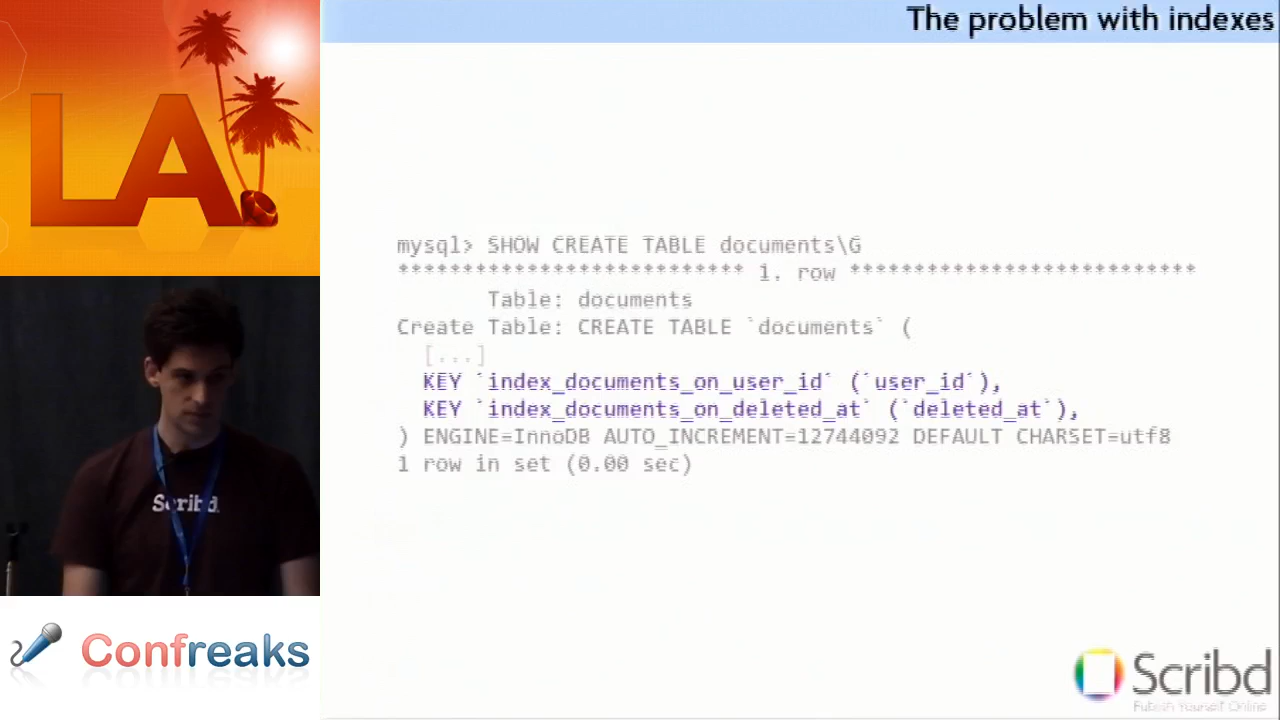 The problem with indexes
LA
mysql> SHOW CREATE TABLE documents\G
*************************** 1. row ***************************
Table: documents
Create Table: CREATE TABLE `documents` (
[...]
KEY `index_documents_on_user_id` (`user_id`),
KEY `index_documents_on_deleted_at` (`deleted_at`),
) ENGINE=InnoDB AUTO_INCREMENT=12744092 DEFAULT CHARSET=utf8
1 row in set (0.00 sec)
Scribd.
Confreaks
Scribd
Yourself Online